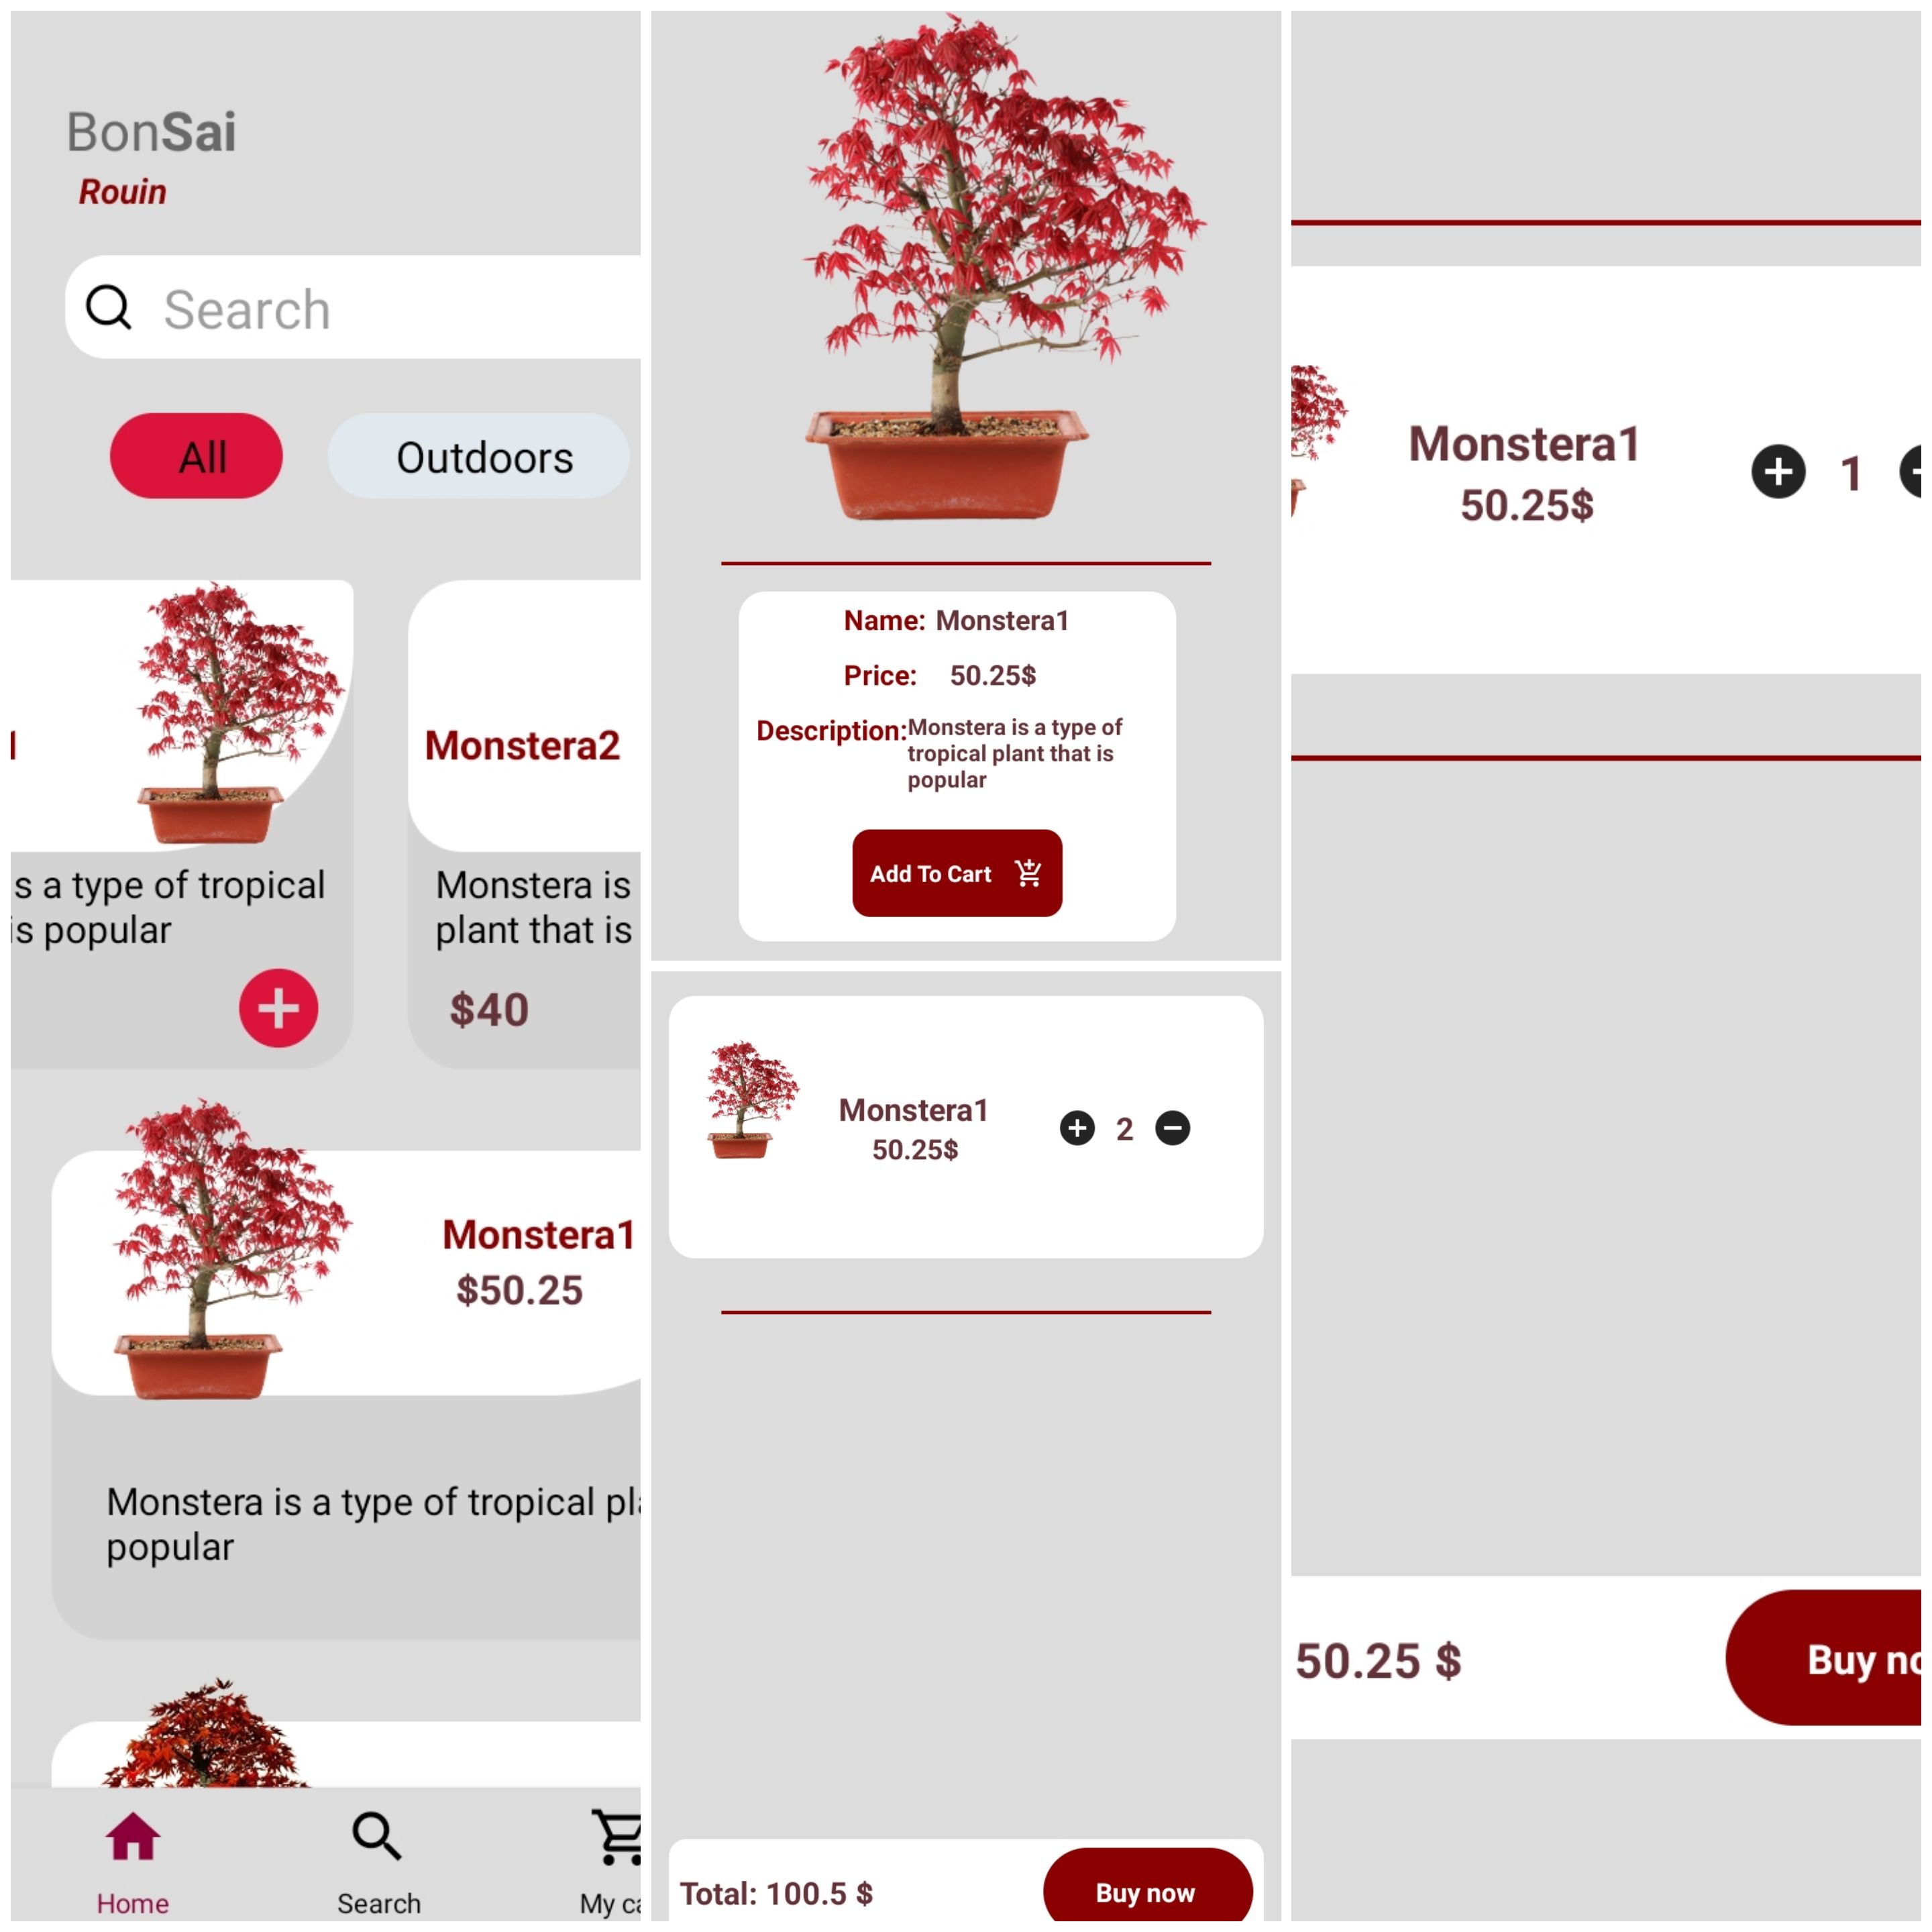 BonSai
Rouin
Search
All
Outdoors
Monstera2
s a type of tropical
is popular
Monstera is
plant that is
$40
Monstera1
$50.25
Monstera is a type of tropical
popular
Home
Search
My
Name: Monstera1
Price: 50.25$
Description: Monstera is a type of
tropical plant that is
popular
Add To Cart
Monstera1
50.25$
2
Total: 100.5 $
Buy now
Monstera1
50.25$
1
50.25 $
Buy